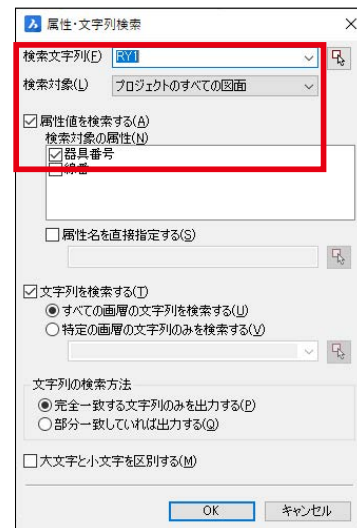 属性・文字列検索
検索文字列(F) RY1
検索対象(L) プロジェクトのすべての図面
属性値を検索する(A)
検索対象の属性(N)
器具番号
線番
属性名を直接指定する(S)
文字列を検索する(T)
すべての画層の文字列を検索する(U)
特定の画層の文字列のみを検索する(V)
文字列の検索方法
完全一致する文字列のみを出力する(P)
部分一致していれば出力する(Q)
大文字と小文字を区別する(M)
OK キャンセル